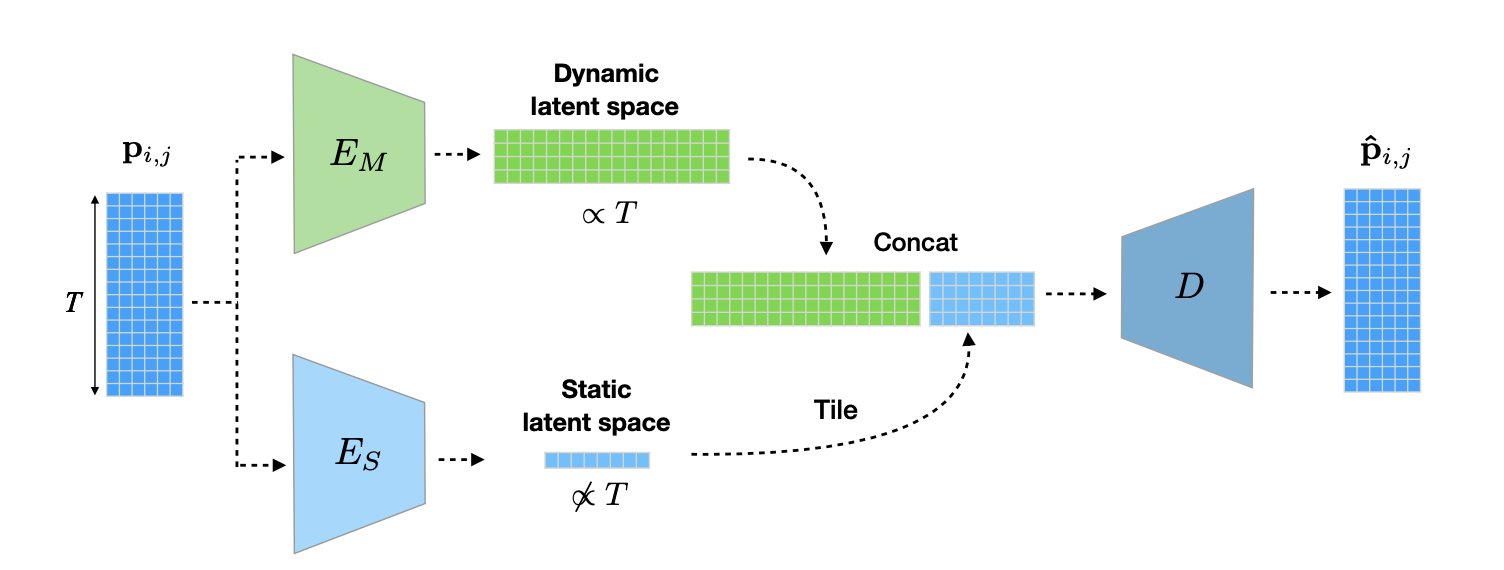 p_{i,j}
T
E_M
Dynamic
latent space
∝ T
E_S
Static
latent space
∝̸ T
Tile
Concat
D
p̂_{i,j}